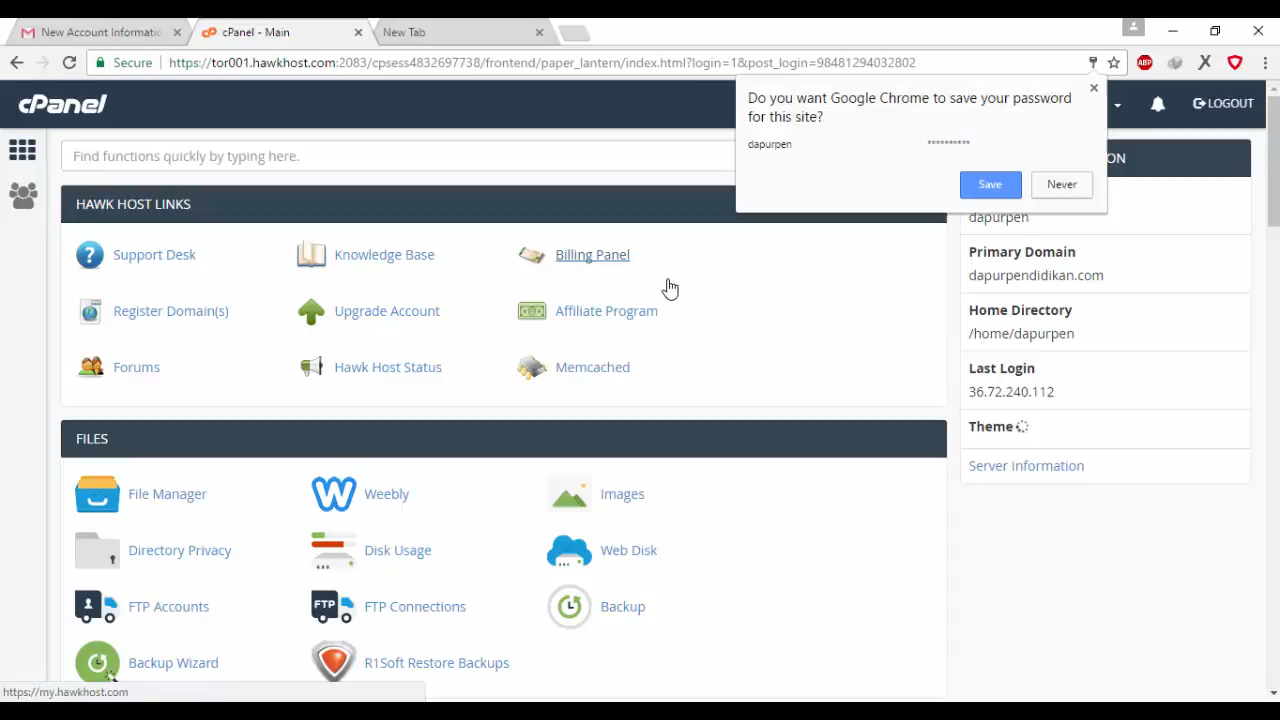 New Account Informatio
cPanel - Main
New Tab
Secure
https://tor001.hawkhost.com:2083/cpsess4832697738/frontend/paper_lantern/index.html?login=1&post_login=98481294032802
ABP
cPanel
LOGOUT
Do you want Google Chrome to save your password
for this site?
dapurpen **********
Save Never
Find functions quickly by typing here.
HAWK HOST LINKS
Support Desk
Knowledge Base
Billing Panel
Register Domain(s)
Upgrade Account
Affiliate Program
Forums
Hawk Host Status
Memcached
FILES
File Manager
Weebly
Images
Directory Privacy
Disk Usage
Web Disk
FTP Accounts
FTP
FTP Connections
Backup
Backup Wizard
R1Soft Restore Backups
ON
dapurpen
Primary Domain
dapurpendidikan.com
Home Directory
/home/dapurpen
Last Login
36.72.240.112
Theme
Server Information
https://my.hawkhost.com